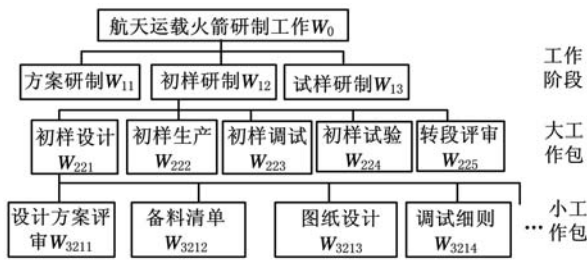 航天运载火箭研制工作W₀
方案研制W₁₁
初样研制W₁₂
试样研制W₁₃
工作
阶段
初样设计
W₂₂₁
初样生产
W₂₂₂
初样调试
W₂₂₃
初样试验
W₂₂₄
转段评审
W₂₂₅
大工
作包
设计方案评
审W₃₂₁₁
备料清单
W₃₂₁₂
图纸设计
W₃₂₁₃
调试细则
W₃₂₁₄
...
小工
作包